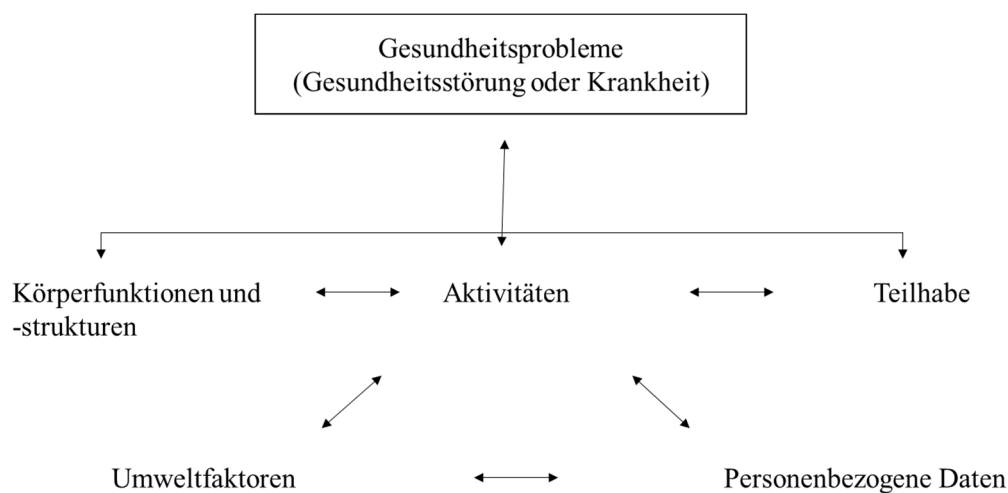 Gesundheitsprobleme
(Gesundheitsstörung oder Krankheit)
Körperfunktionen und
-strukturen
Aktivitäten
Teilhabe
Umweltfaktoren
Personenbezogene Daten